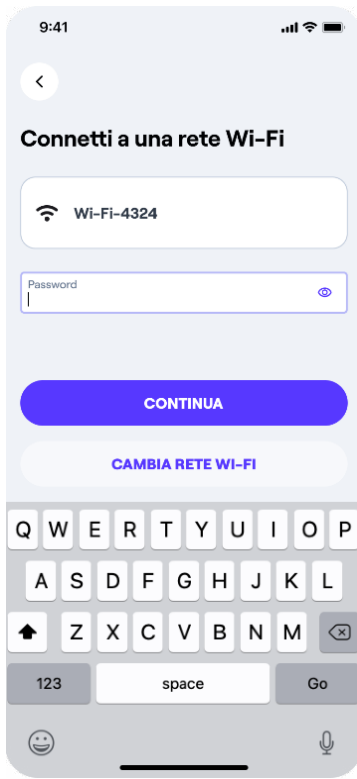 9:41
Connetti a una rete Wi-Fi
Wi-Fi-4324
Password
CONTINUA
CAMBIA RETE WI-FI
Q W E R T Y U I O P
A S D F G H J K L
Z X C V B N M
123 space Go